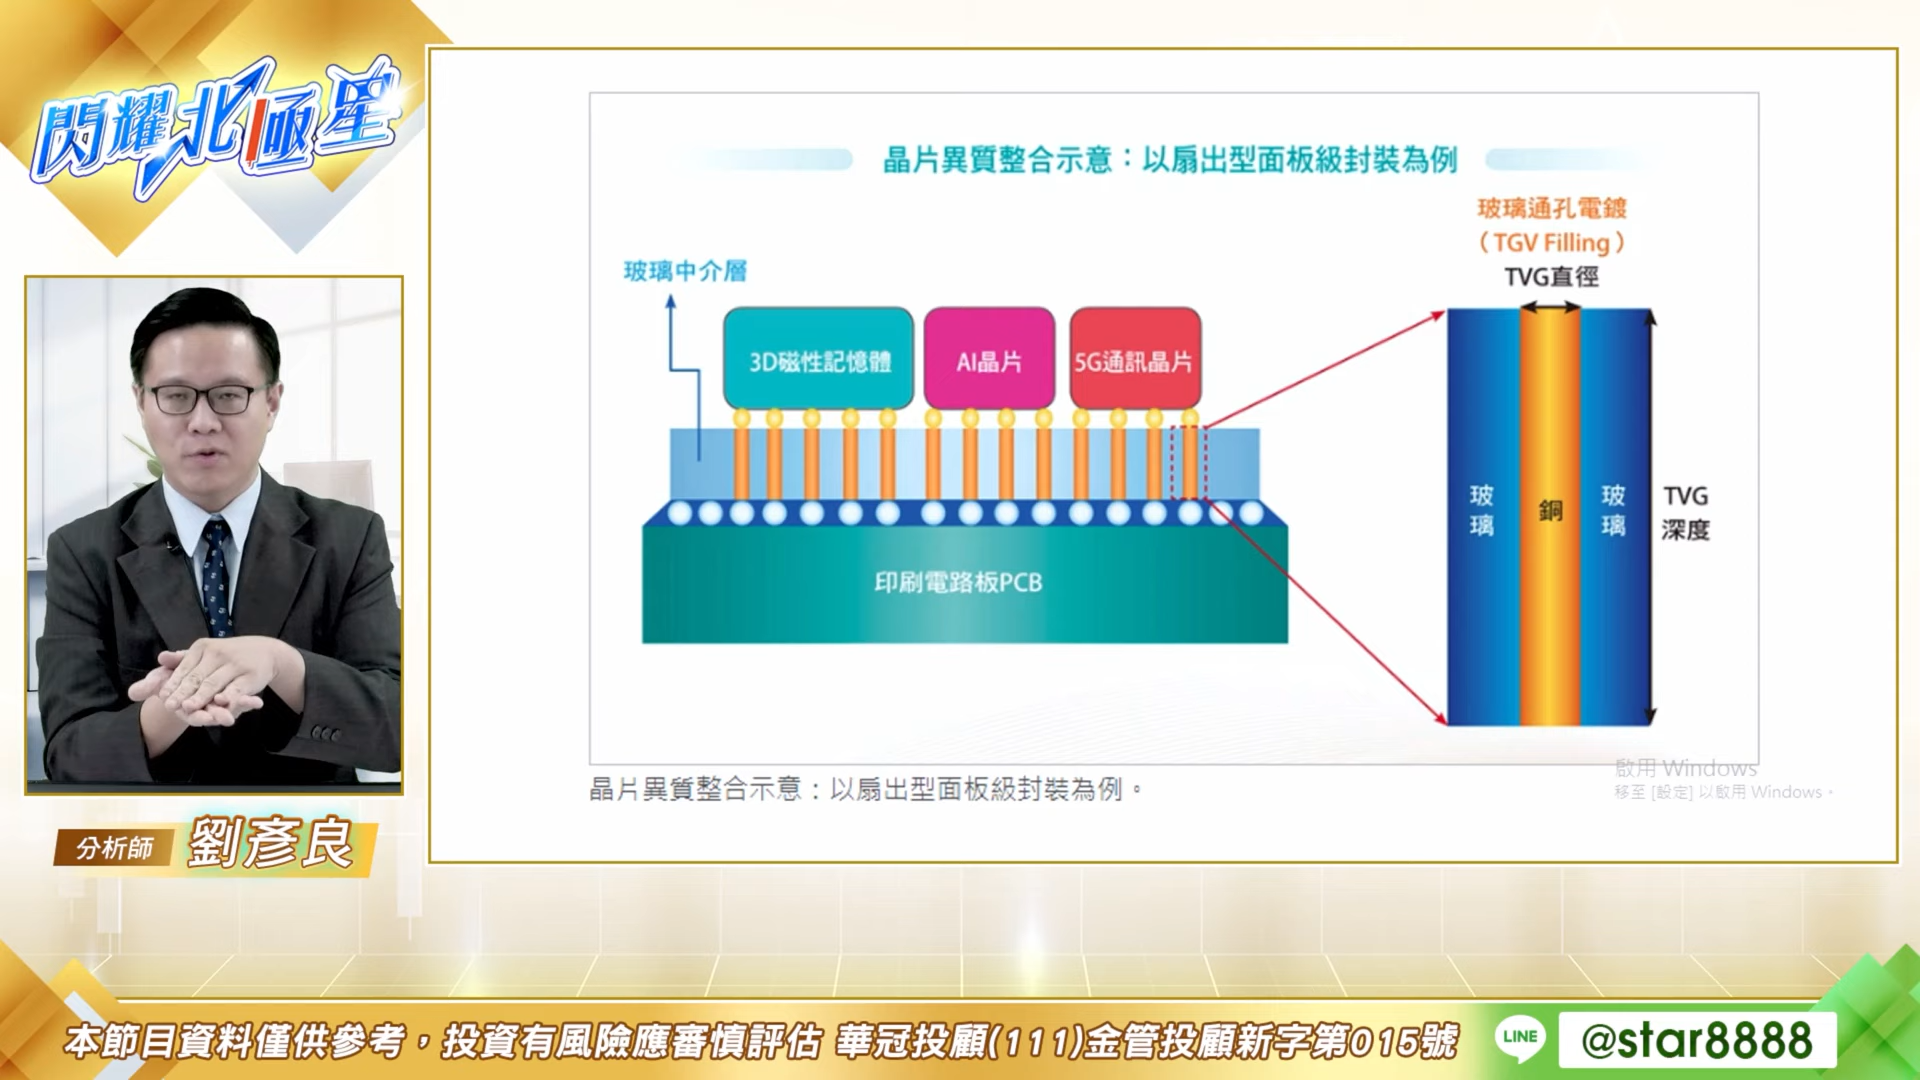 閃耀北極星
晶片異質整合示意：以扇出型面板級封裝為例
玻璃通孔電鍍
（TGV Filling）
TVG直徑
玻璃中介層
3D磁性記憶體
AI晶片
5G通訊晶片
玻璃
銅
玻璃
TVG
深度
印刷電路板PCB
晶片異質整合示意：以扇出型面板級封裝為例。
啟用 Windows
移至 [設定] 以啟用 Windows。
分析師 劉彥良
本節目資料僅供參考，投資有風險應審慎評估 華冠投顧(111)金管投顧新字第015號
LINE @star8888